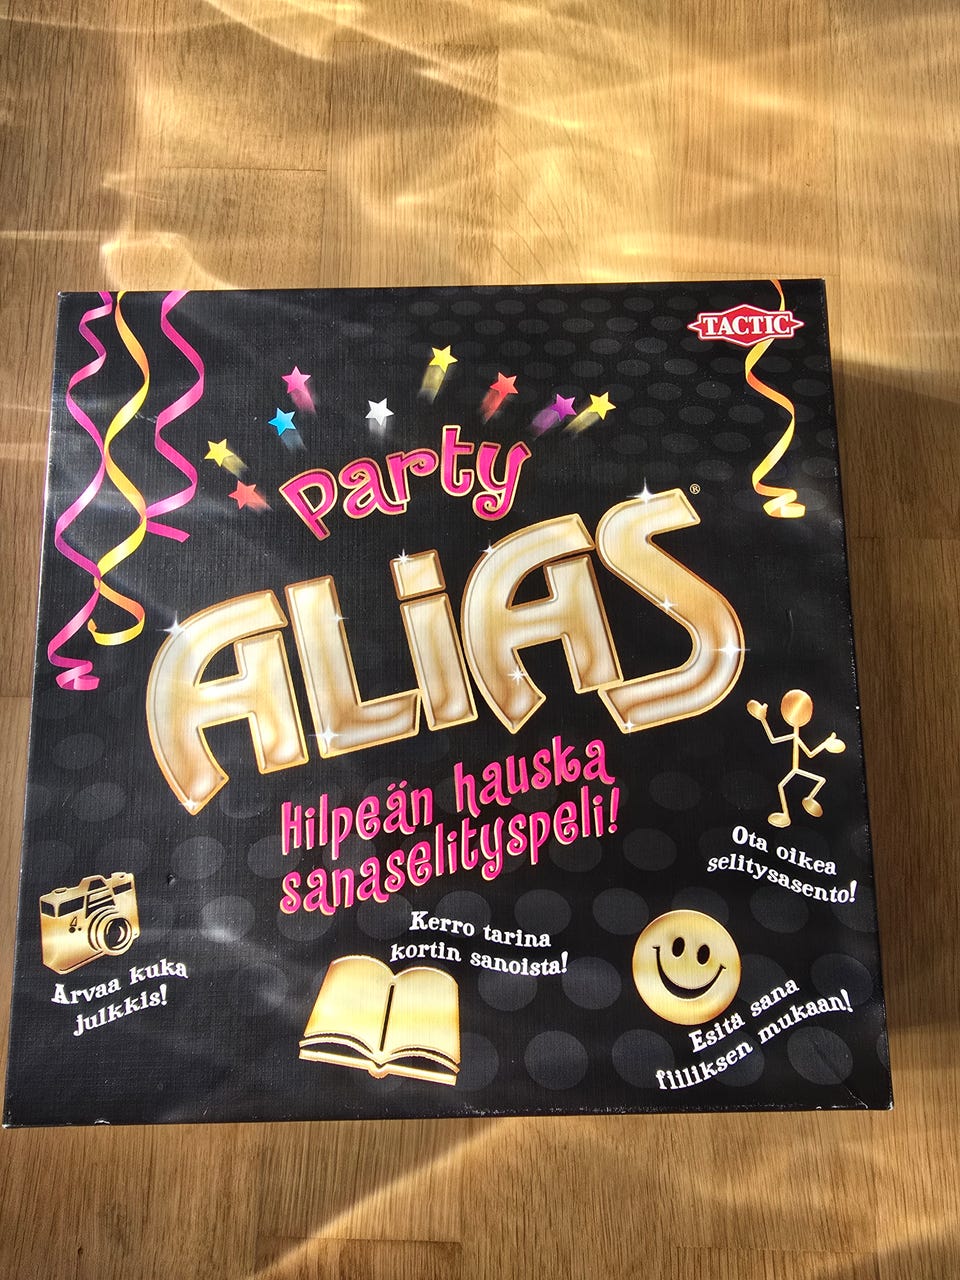 TACTIC
party
ALiAS®
Hilpeän hauska
sanaselityspeli!
Ota oikea
selitysasento!
Kerro tarina
kortin sanoista!
Arvaa kuka
julkkis!
Esitä sana
fiiliksen mukaan!